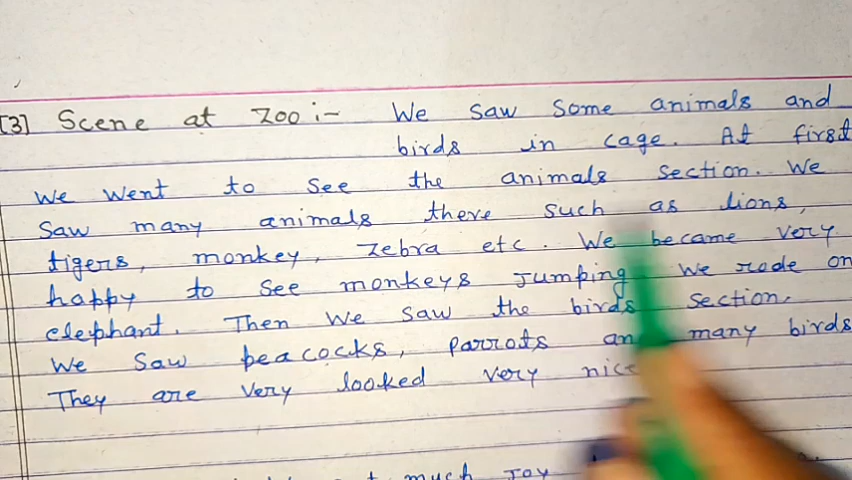 [3] Scene at zoo :- We saw some animals and
birds in cage. At first
We went to see the animals section. We
Saw many animals there such as lions,
tigers, monkey, zebra etc. We became very
happy to see monkeys Jumping We rode on
elephant. Then We saw the birds section.
We Saw peacocks, parrots many birds
They are very looked very nice
much Joy